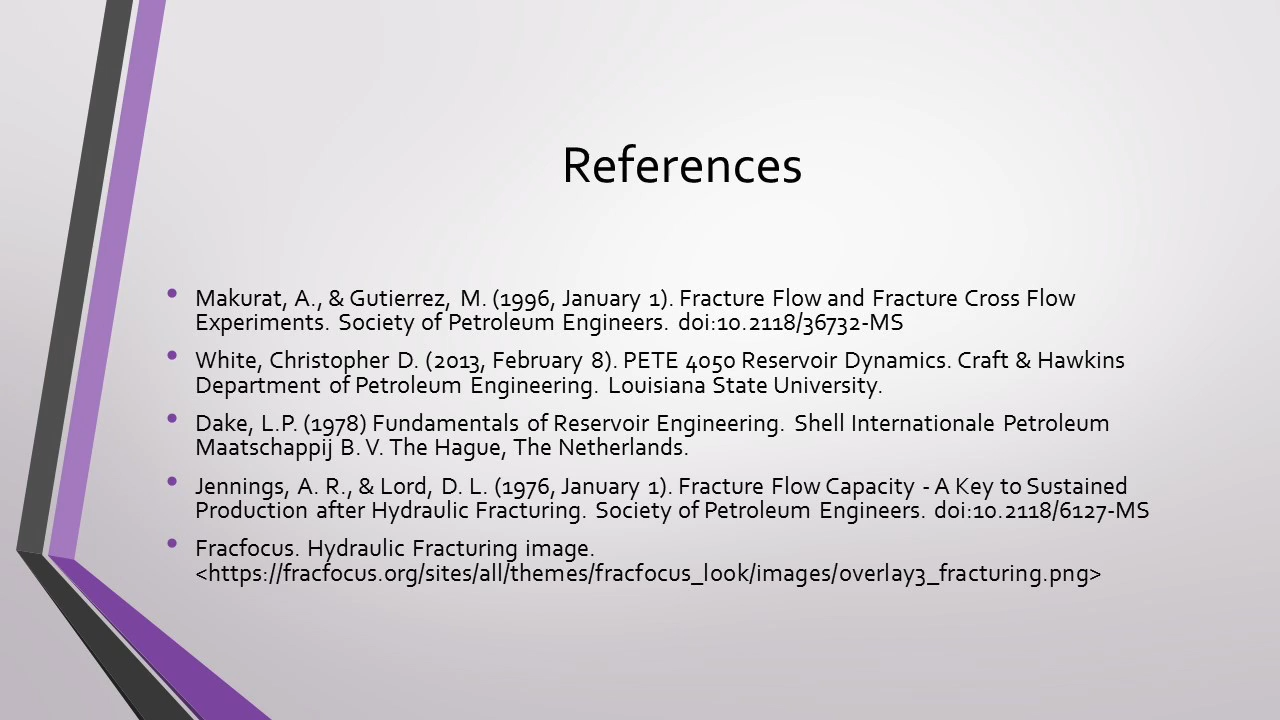 References
• Makurat, A., & Gutierrez, M. (1996, January 1). Fracture Flow and Fracture Cross Flow
Experiments. Society of Petroleum Engineers. doi:10.2118/36732-MS
• White, Christopher D. (2013, February 8). PETE 4050 Reservoir Dynamics. Craft & Hawkins
Department of Petroleum Engineering. Louisiana State University.
• Dake, L.P. (1978) Fundamentals of Reservoir Engineering. Shell Internationale Petroleum
Maatschappij B. V. The Hague, The Netherlands.
• Jennings, A. R., & Lord, D. L. (1976, January 1). Fracture Flow Capacity - A Key to Sustained
Production after Hydraulic Fracturing. Society of Petroleum Engineers. doi:10.2118/6127-MS
• Fracfocus. Hydraulic Fracturing image.
<https://fracfocus.org/sites/all/themes/fracfocus_look/images/overlay3_fracturing.png>